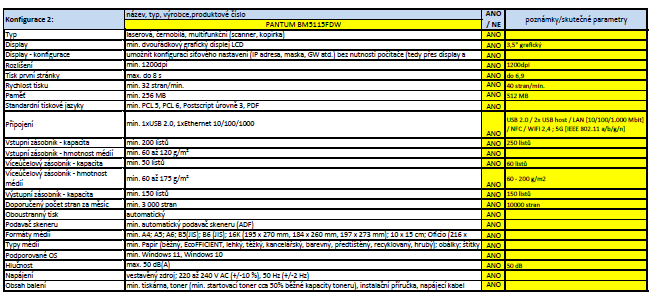 Konfigurace 2:
název, typ, výrobce,produktové číslo
ANO / NE
poznámky/skutečné parametry
PANTUM BM5115FDW
Typ laserová, černobílá, multifunkční (scanner, kopírka) ANO
Display min. dvouřádkový grafický displej LCD ANO 3,5" grafický
Display - konfigurace umožnit konfiguraci síťového nastavení (IP adresa, maska, GW atd.) bez nutnosti počítače (tedy přes display a ANO
Rozlišení min. 1200dpi ANO 1200dpi
Tisk první stránky max. do 8 s ANO do 6,9
Rychlost tisku min. 32 stran/min. ANO 40 stran/min.
Paměť min. 256 MB ANO 512 MB
Standardní tiskové jazyky min. PCL 5, PCL 6, Postscript úrovně 3, PDF ANO
Připojení min. 1xUSB 2.0, 1xEthernet 10/100/1000 ANO USB 2.0 / 2x USB host / LAN [10/100/1.000 Mbit]
/ NFC / WIFI 2,4 ; 5G [IEEE 802.11 a/b/g/n]
Vstupní zásobník - kapacita min. 200 listů ANO 250 listů
Vstupní zásobník - hmotnost médií min. 60 až 120 g/m² ANO
Víceúčelový zásobník - kapacita min. 50 listů ANO 60 listů
Víceúčelový zásobník - hmotnost
médií min. 60 až 175 g/m² ANO 60 - 200 g/m2
Výstupní zásobník - kapacita min. 150 listů ANO 150 listů
Doporučený počet stran za měsíc min. 3 000 stran ANO 10000 stran
Oboustranný tisk automatický ANO
Podavač skeneru min. automatický podavač skeneru (ADF) ANO
Formáty médií min. A4; A5; A6; B5(JIS); B6 (JIS); 16K (195 x 270 mm, 184 x 260 mm, 197 x 273 mm); 10 x 15 cm; Oficio (216 x ANO
Typy médií min. Papír (běžný, EcoFFICIENT, lehký, těžký, kancelářský, barevný, předtištěný, recyklovaný, hrubý); obálky; štítky ANO
Podporované OS min. Windows 11, Windows 10 ANO
Hlučnost max. 50 dB(A) ANO 50 dB
Napájení vestavěný zdroj; 220 až 240 V AC (+/-10 %), 50 Hz (+/-2 Hz) ANO
Obsah balení min. tiskárna, toner (min. startovací toner cca 50% běžné kapacity toneru), instalační příručka, napájecí kabel ANO